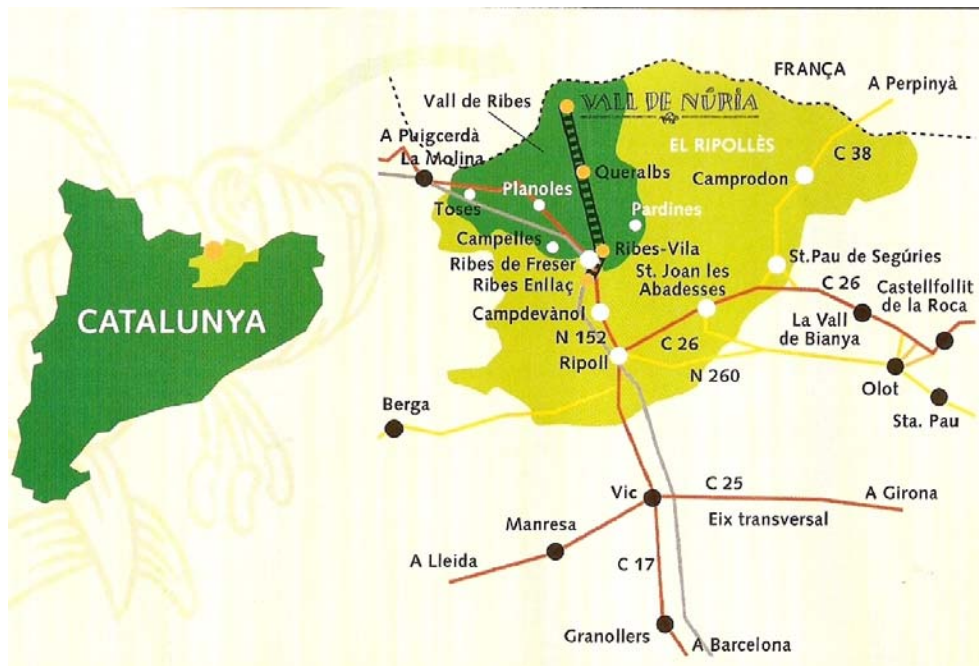 FRANÇA
A Perpinyà
Vall de Ribes
VALL DE NÚRIA
A Puigcerdà
La Molina
EL RIPOLLÈS
C 38
Queralbs
Camprodon
Planoles
Toses
Pardines
Campelles
Ribes-Vila
Ribes de Freser
Ribes Enllaç
St. Joan les
Abadesses
St.Pau de Segúries
C 26
Castellfollit
de la Roca
CATALUNYA
Campdevànol
La Vall
de Bianya
N 152
C 26
Ripoll
N 260
Olot
Berga
Sta. Pau
Vic
C 25
A Girona
Manresa
Eix transversal
A Lleida
C 17
Granollers
A Barcelona